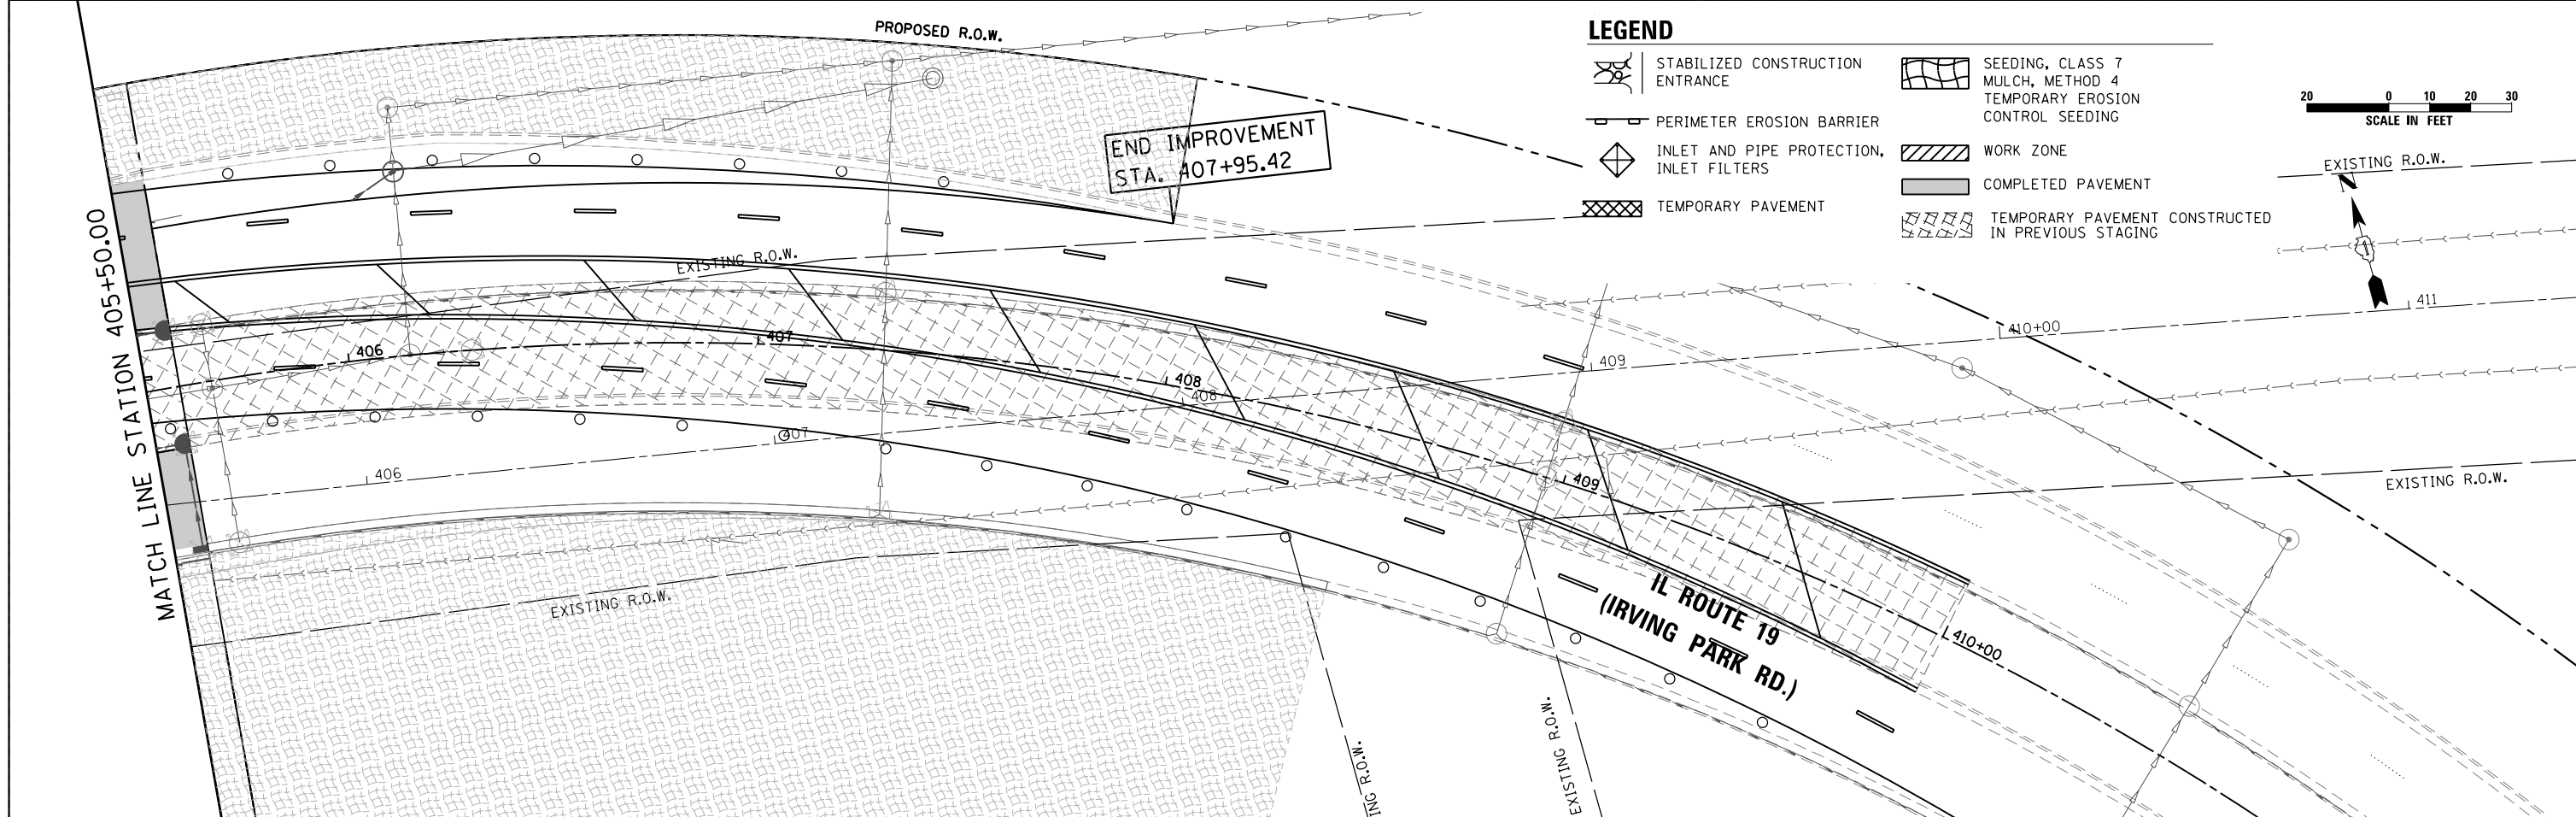 PROPOSED R.O.W.
LEGEND
STABILIZED CONSTRUCTION
ENTRANCE
PERIMETER EROSION BARRIER
INLET AND PIPE PROTECTION,
INLET FILTERS
TEMPORARY PAVEMENT
SEEDING, CLASS 7
MULCH, METHOD 4
TEMPORARY EROSION
CONTROL SEEDING
WORK ZONE
COMPLETED PAVEMENT
TEMPORARY PAVEMENT CONSTRUCTED
IN PREVIOUS STAGING
20 0 10 20 30
SCALE IN FEET
EXISTING R.O.W.
N
END IMPROVEMENT
STA. 407+95.42
MATCH LINE STATION 405+50.00
EXISTING R.O.W.
406
407
408
409
410+00
406
407
408
409
410+00
411
EXISTING R.O.W.
EXISTING R.O.W.
IL ROUTE 19
(IRVING PARK RD.)
ING R.O.W.
EXISTING R.O.W.